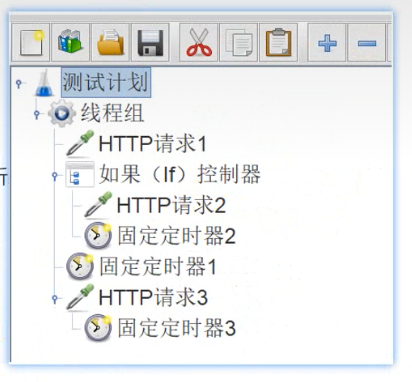 测试计划
线程组
HTTP请求1
如果（If）控制器
HTTP请求2
固定定时器2
固定定时器1
HTTP请求3
固定定时器3